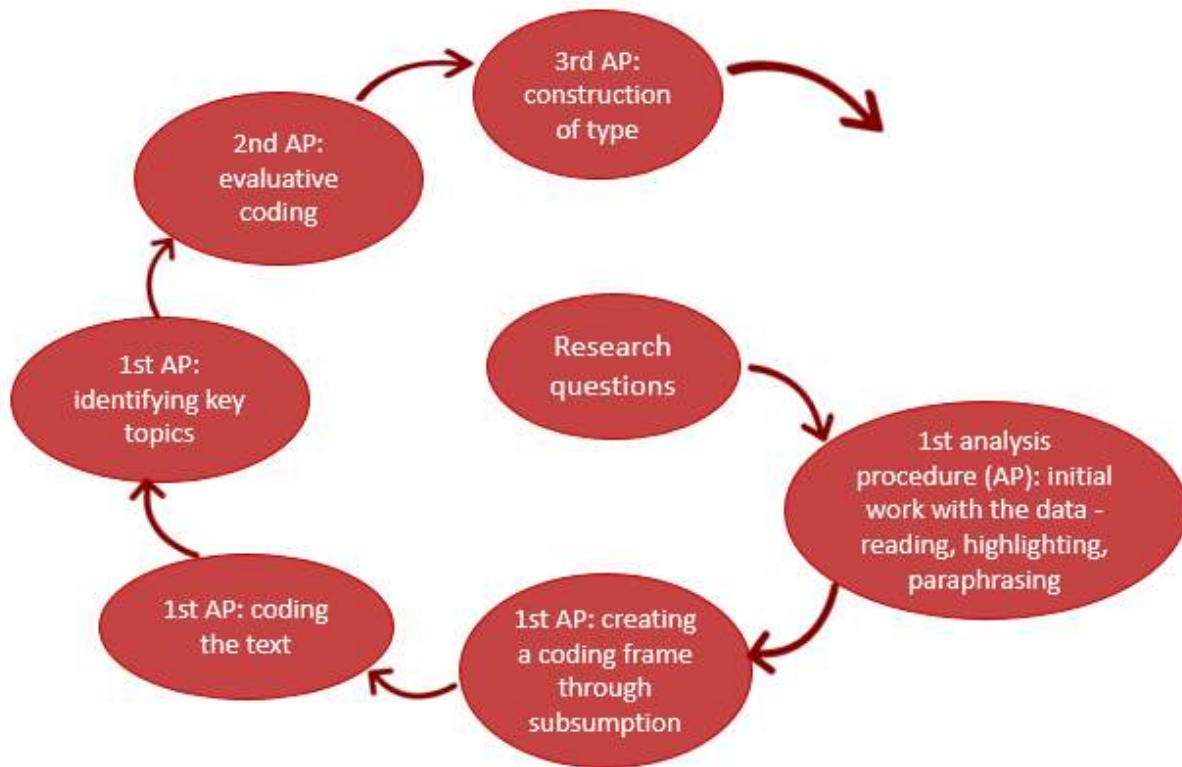 Research
questions
1st analysis
procedure (AP): initial
work with the data -
reading, highlighting,
paraphrasing
1st AP: creating
a coding frame
through
subsumption
1st AP: coding
the text
1st AP:
identifying key
topics
2nd AP:
evaluative
coding
3rd AP:
construction
of type